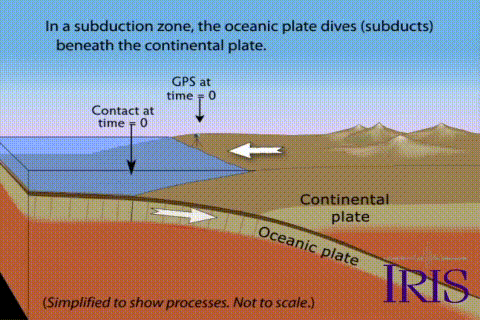 In a subduction zone, the oceanic plate dives (subducts)
beneath the continental plate.
GPS at
time = 0
Contact at
time = 0
Continental
plate
Oceanic plate
IRIS
(Simplified to show processes. Not to scale.)